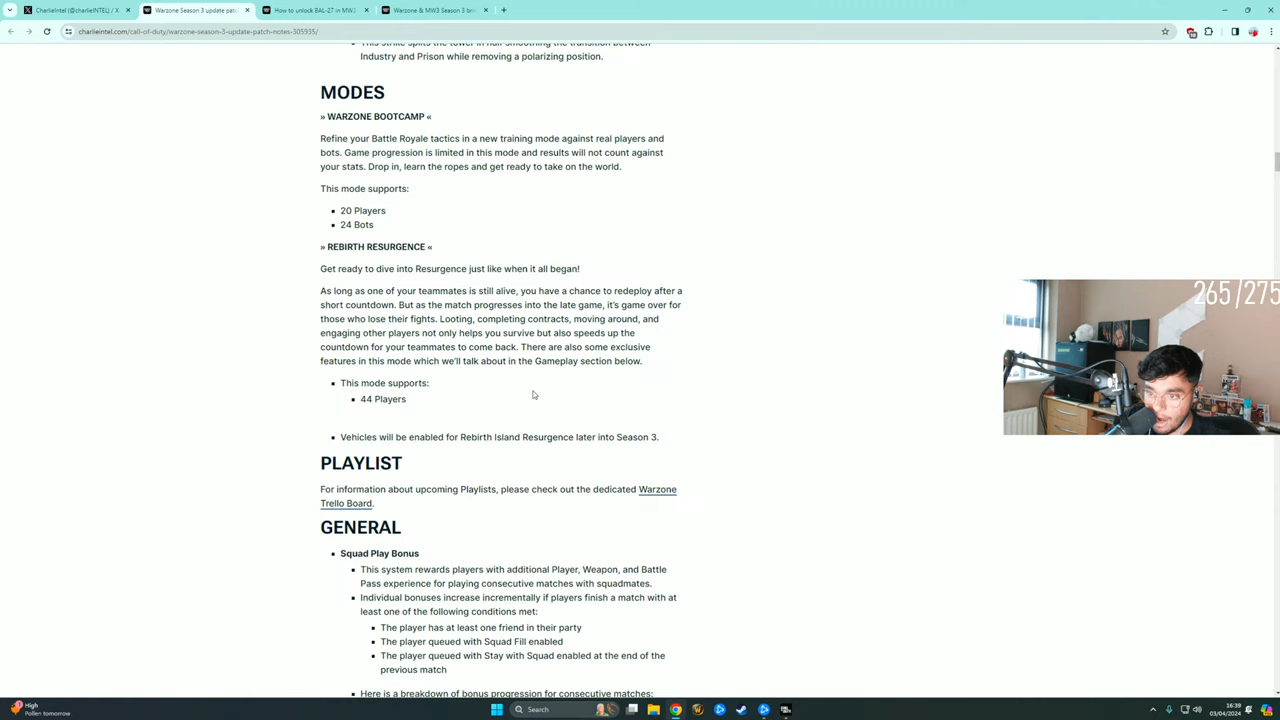 CharlieIntel (@charlieINTEL) / X
Warzone Season 3 update patc
How to unlock BAL-27 in MW3
Warzone & MW3 Season 3 brin
charlieintel.com/call-of-duty/warzone-season-3-update-patch-notes-305935/
This strike splits the tower in half smoothing the transition between
Industry and Prison while removing a polarizing position.
MODES
» WARZONE BOOTCAMP «
Refine your Battle Royale tactics in a new training mode against real players and
bots. Game progression is limited in this mode and results will not count against
your stats. Drop in, learn the ropes and get ready to take on the world.
This mode supports:
20 Players
24 Bots
» REBIRTH RESURGENCE «
Get ready to dive into Resurgence just like when it all began!
As long as one of your teammates is still alive, you have a chance to redeploy after a
short countdown. But as the match progresses into the late game, it's game over for
those who lose their fights. Looting, completing contracts, moving around, and
engaging other players not only helps you survive but also speeds up the
countdown for your teammates to come back. There are also some exclusive
features in this mode which we'll talk about in the Gameplay section below.
This mode supports:
44 Players
Vehicles will be enabled for Rebirth Island Resurgence later into Season 3.
PLAYLIST
For information about upcoming Playlists, please check out the dedicated Warzone
Trello Board.
GENERAL
Squad Play Bonus
This system rewards players with additional Player, Weapon, and Battle
Pass experience for playing consecutive matches with squadmates.
Individual bonuses increase incrementally if players finish a match with at
least one of the following conditions met:
The player has at least one friend in their party
The player queued with Squad Fill enabled
The player queued with Stay with Squad enabled at the end of the
previous match
Here is a breakdown of bonus progression for consecutive matches:
265/275
High
Pollen tomorrow
Search
16:39
03/04/2024